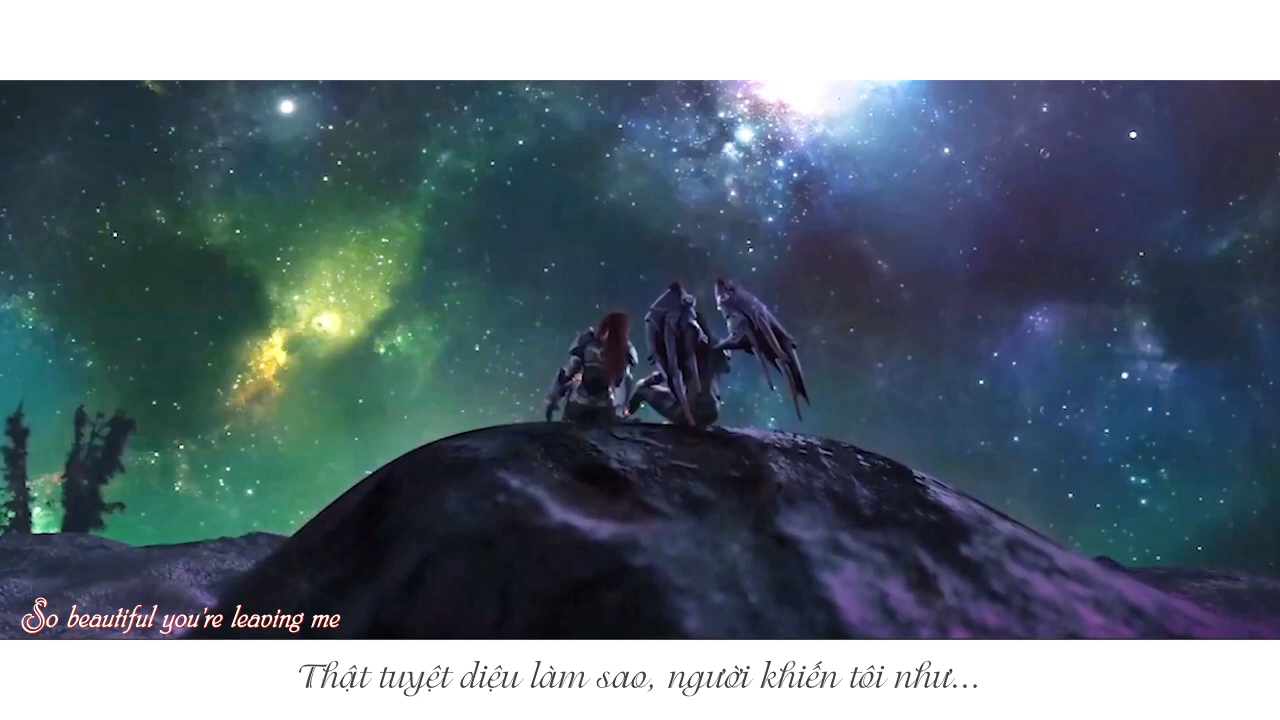 So beautiful you're leaving me
Thật tuyệt diệu làm sao, người khiến tôi như...